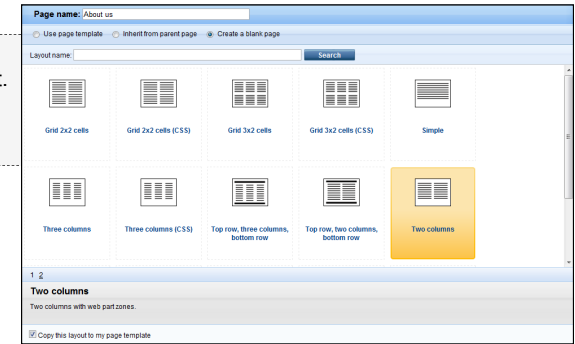 Page name: About us
Use page template Inherit from parent page Create a blank page
Layout name: Search
Grid 2x2 cells Grid 2x2 cells (CSS) Grid 3x2 cells Grid 3x2 cells (CSS) Simple
Three columns Three columns (CSS) Top row, three columns, Top row, two columns, Two columns
bottom row bottom row
1 2
Two columns
Two columns with web part zones.
Copy this layout to my page template